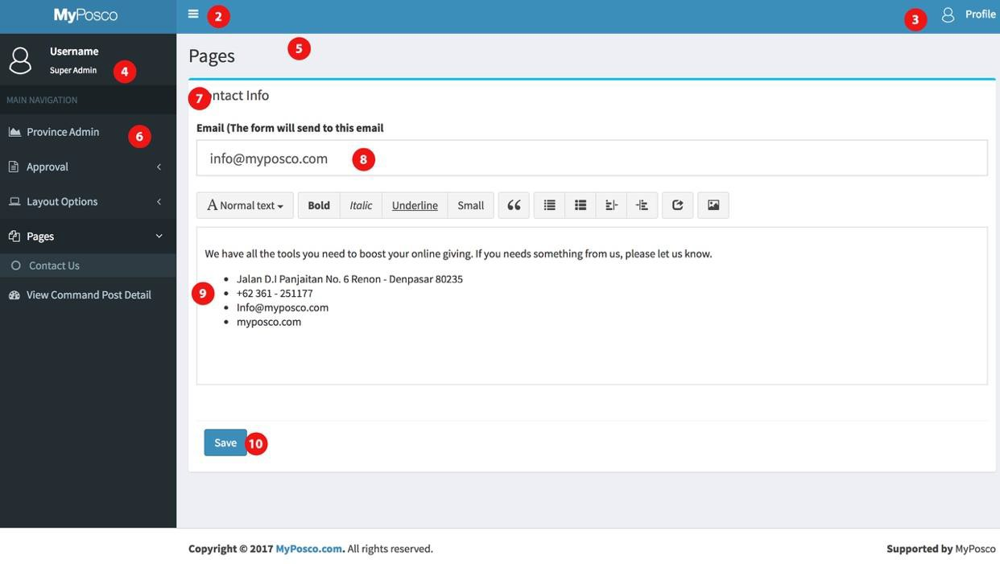 MyPosco
2
3
Profile
Username
Super Admin
4
5
Pages
MAIN NAVIGATION
Province Admin
6
Approval
Layout Options
Pages
Contact Us
View Command Post Detail
7
ontact Info
Email (The form will send to this email
info@myposco.com
8
A Normal text
Bold
Italic
Underline
Small
We have all the tools you need to boost your online giving. If you needs something from us, please let us know.
9
• Jalan D.I Panjaitan No. 6 Renon - Denpasar 80235
• +62 361 - 251177
• Info@myposco.com
• myposco.com
Save
10
Copyright © 2017 MyPosco.com. All rights reserved.
Supported by MyPosco